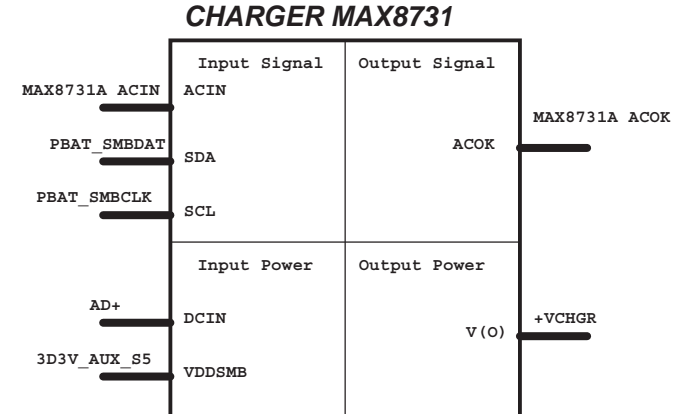 CHARGER MAX8731
Input Signal
Output Signal
MAX8731A ACIN
ACIN
MAX8731A ACOK
PBAT_SMBDAT
SDA
ACOK
PBAT_SMBCLK
SCL
Input Power
Output Power
AD+
DCIN
+VCHGR
V(O)
3D3V_AUX_S5
VDDSMB